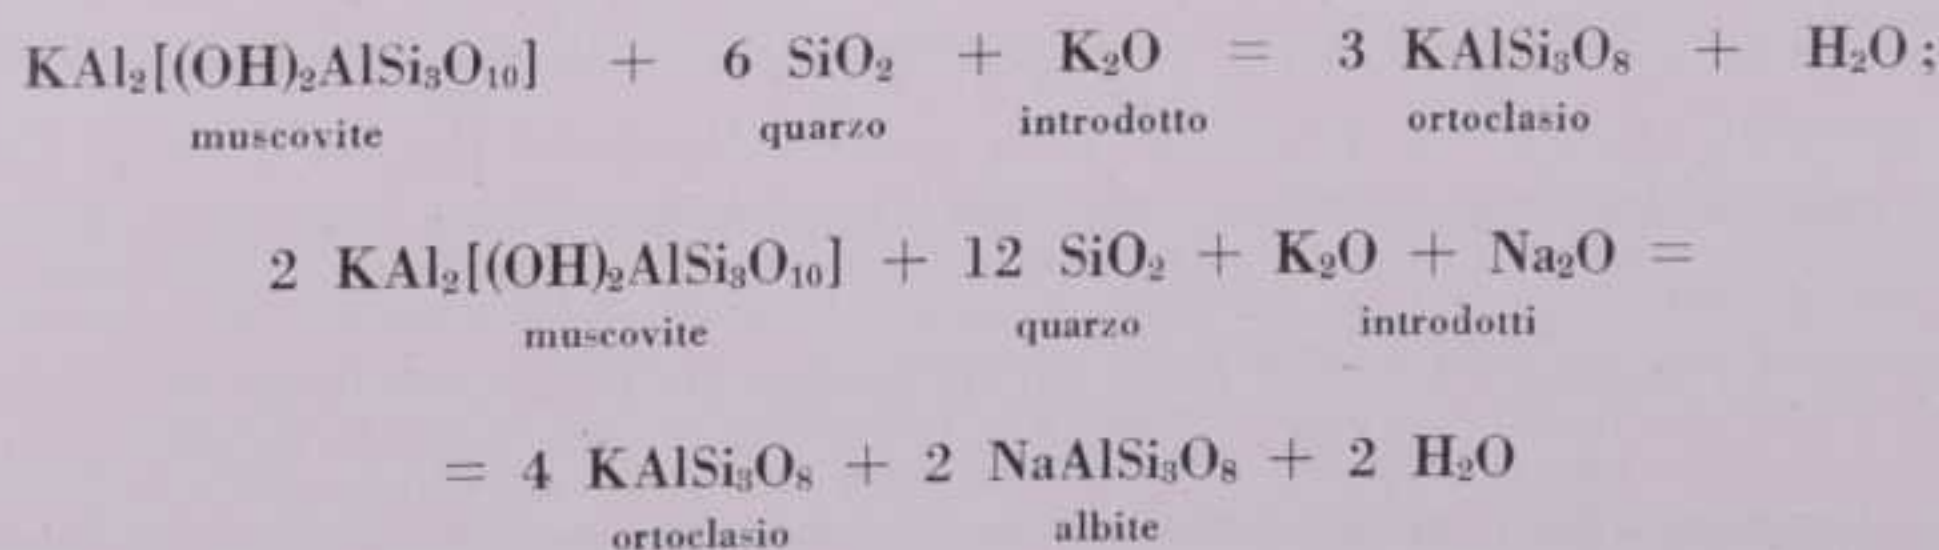 KAl₂[(OH)₂AlSi₃O₁₀] + 6 SiO₂ + K₂O = 3 KAlSi₃O₈ + H₂O;
muscovite quarzo introdotto ortoclasio
2 KAl₂[(OH)₂AlSi₃O₁₀] + 12 SiO₂ + K₂O + Na₂O =
muscovite quarzo introdotti
= 4 KAlSi₃O₈ + 2 NaAlSi₃O₈ + 2 H₂O
ortoclasio albite